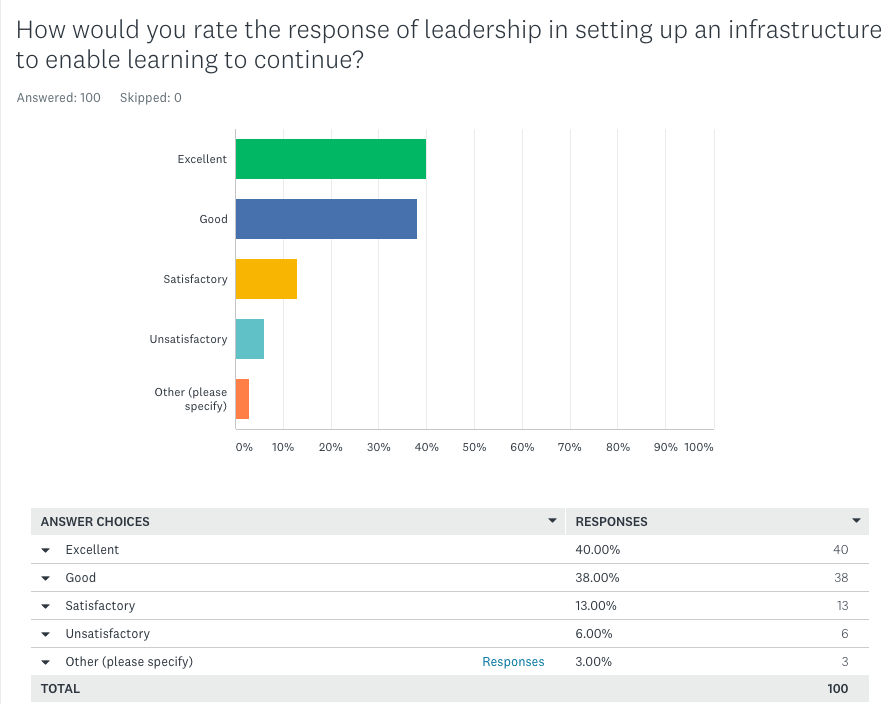 How would you rate the response of leadership in setting up an infrastructure
to enable learning to continue?
Answered: 100 Skipped: 0
Excellent
Good
Satisfactory
Unsatisfactory
Other (please
specify)
0% 10% 20% 30% 40% 50% 60% 70% 80% 90% 100%
ANSWER CHOICES RESPONSES
Excellent 40.00% 40
Good 38.00% 38
Satisfactory 13.00% 13
Unsatisfactory 6.00% 6
Other (please specify) Responses 3.00% 3
TOTAL 100